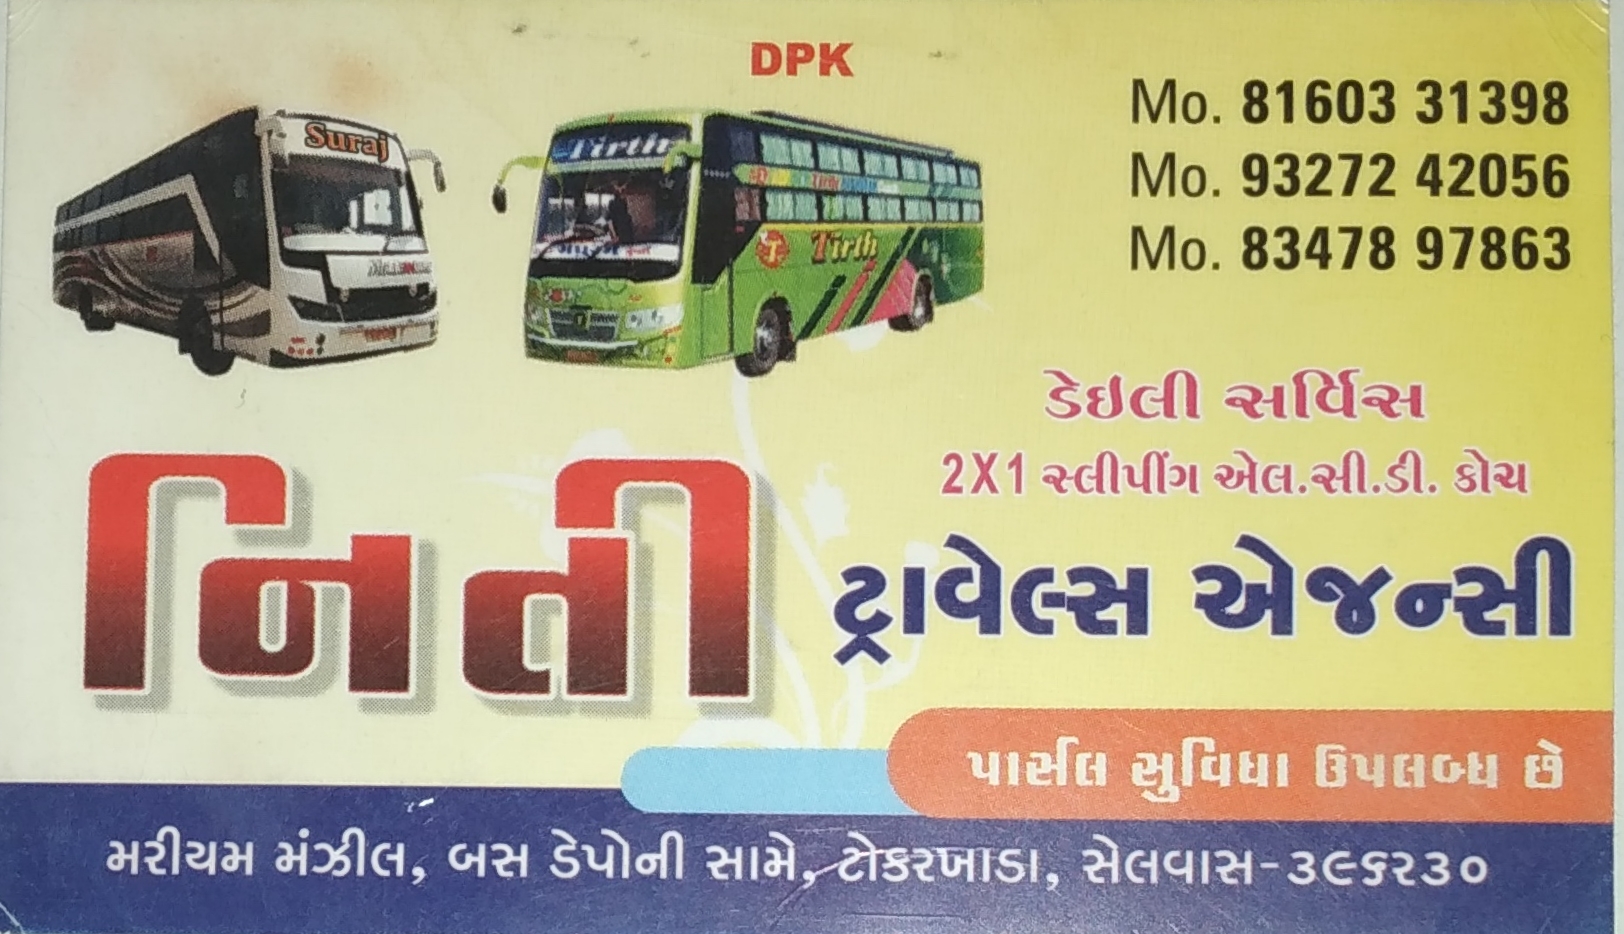 DPK
Mo. 81603 31398
Mo. 93272 42056
Mo. 83478 97863
Suraj
Tirth
Tirth
ડેઇલી સર્વિસ
2X1 સ્લીપીંગ એલ.સી.ડી. કોચ
નિતી ટ્રાવેલ્સ એજન્સી
પાર્સલ સુવિધા ઉપલબ્ધ છે
મરીયમ મંઝીલ, બસ ડેપોની સામે, ટોકરખાડા, સેલવાસ-૩૯૬૨૩૦